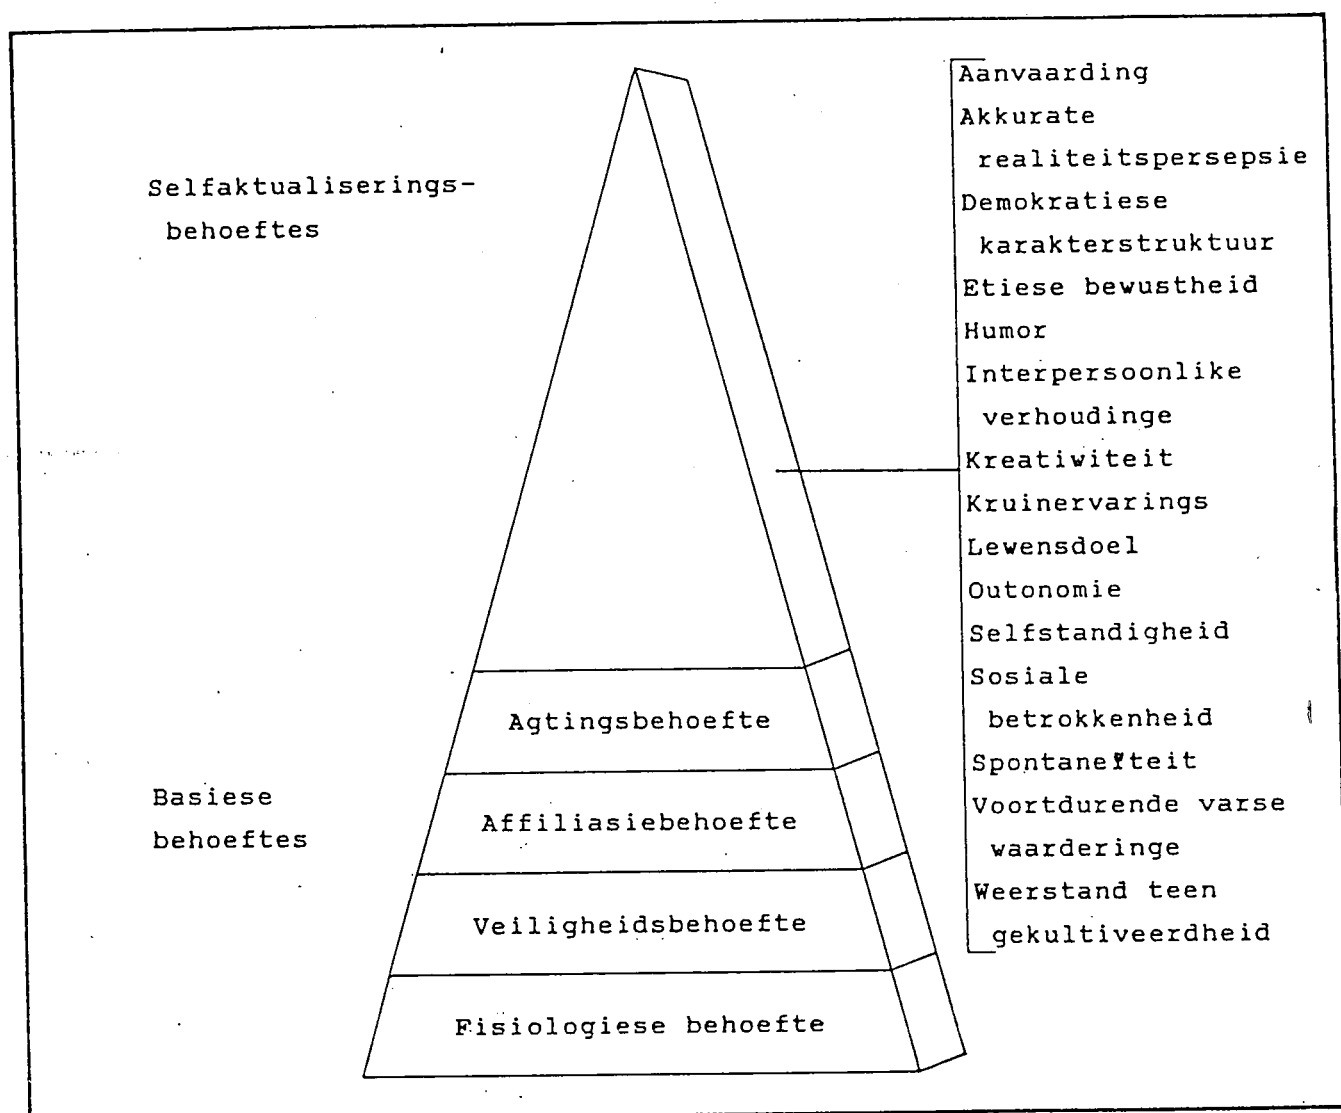 Selfaktualiserings-
behoeftes
Basiese
behoeftes
Agtingsbehoefte
Affiliasiebehoefte
Veiligheidsbehoefte
Fisiologiese behoefte
Aanvaarding
Akkurate
realiteitspersepsie
Demokratiese
karakterstruktuur
Etiese bewustheid
Humor
Interpersoonlike
verhoudinge
Kreatiwiteit
Kruinervarings
Lewensdoel
Outonomie
Selfstandigheid
Sosiale
betrokkenheid
Spontaneïteit
Voortdurende varse
waarderinge
Weerstand teen
gekultiveerdheid